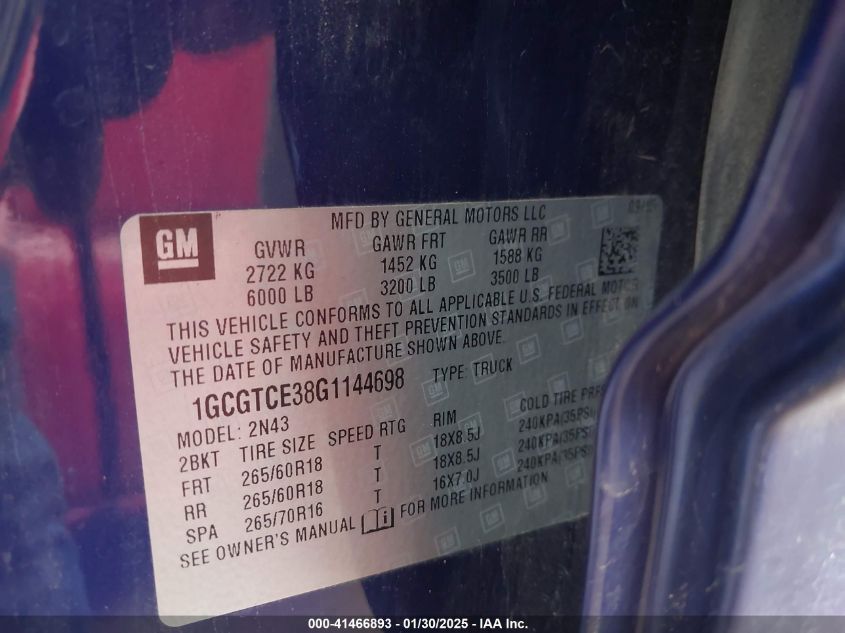 MFD BY GENERAL MOTORS LLC
GM
GVWR GAWR FRT GAWR RR
2722 KG 1452 KG 1588 KG
6000 LB 3200 LB 3500 LB
THIS VEHICLE CONFORMS TO ALL APPLICABLE U.S. FEDERAL MOTOR
VEHICLE SAFETY AND THEFT PREVENTION STANDARDS IN EFFECT ON
THE DATE OF MANUFACTURE SHOWN ABOVE.
1GCGTCE38G1144698 TYPE: TRUCK
MODEL: 2N43
2BKT TIRE SIZE SPEED RTG RIM COLD TIRE
FRT 265/60R18 T 18X8.5J 240KPA(35PSI)
RR 265/60R18 T 18X8.5J 240KPA(35PSI)
SPA 265/70R16 T 16X7.0J 240KPA(35PSI)
SEE OWNER'S MANUAL FOR MORE INFORMATION
000-41466893 - 01/30/2025 - IAA Inc.